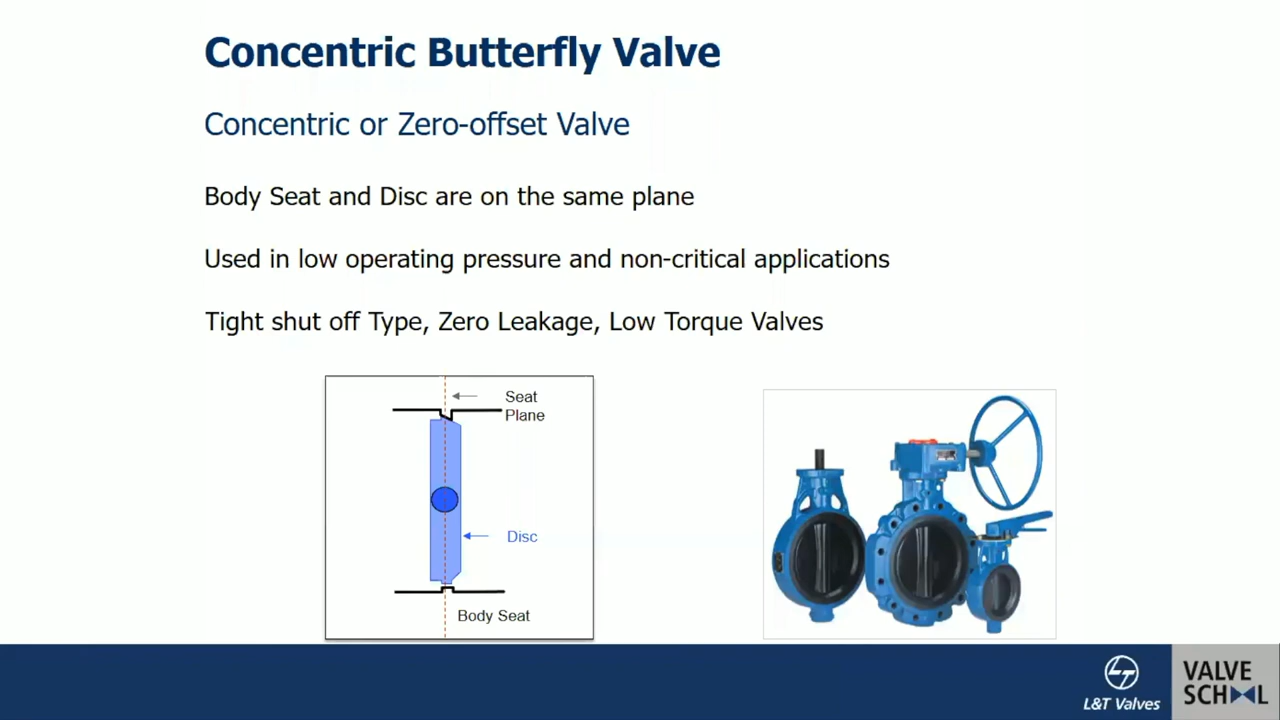 Concentric Butterfly Valve
Concentric or Zero-offset Valve
Body Seat and Disc are on the same plane
Used in low operating pressure and non-critical applications
Tight shut off Type, Zero Leakage, Low Torque Valves
Seat
Plane
Disc
Body Seat
L&T Valves
VALVE
SCHOOL